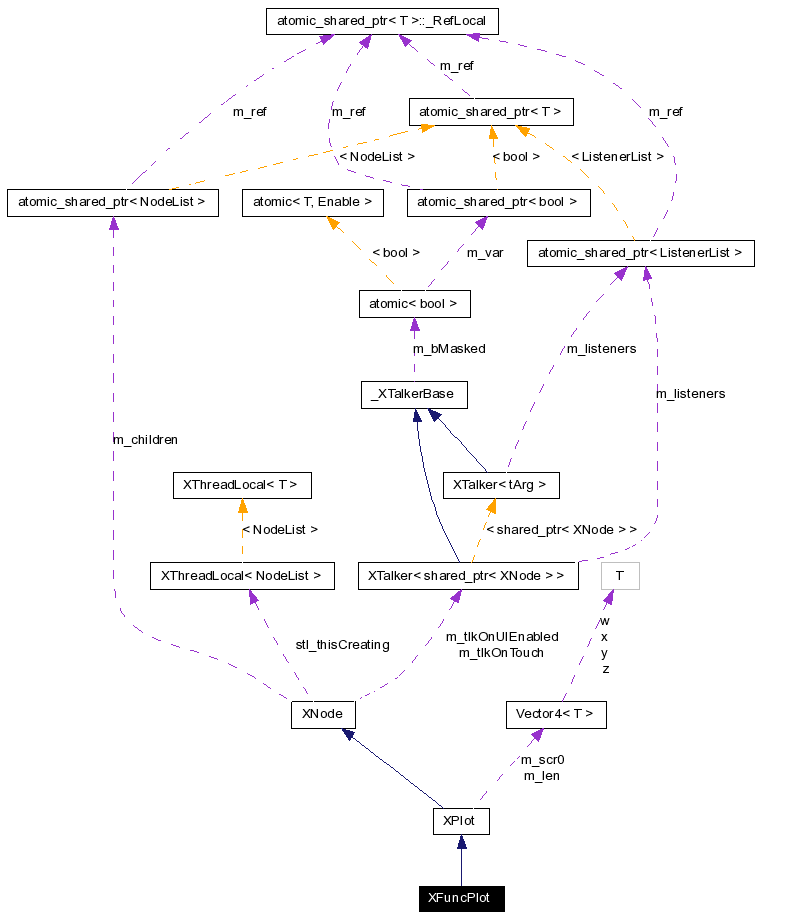 atomic_shared_ptr< T >::_RefLocal
m_ref
atomic_shared_ptr< T >
m_ref
m_ref
m_ref
< NodeList >
< bool >
< ListenerList >
atomic_shared_ptr< NodeList >
atomic< T, Enable >
atomic_shared_ptr< bool >
< bool >
m_var
atomic_shared_ptr< ListenerList >
atomic< bool >
m_bMasked
m_listeners
_XTalkerBase
m_listeners
m_children
XThreadLocal< T >
XTalker< tArg >
< NodeList >
< shared_ptr< XNode > >
XThreadLocal< NodeList >
XTalker< shared_ptr< XNode > >
T
w
x
y
z
stl_thisCreating
m_tlkOnUIEnabled
m_tlkOnTouch
XNode
Vector4< T >
m_scr0
m_len
XPlot
XFuncPlot